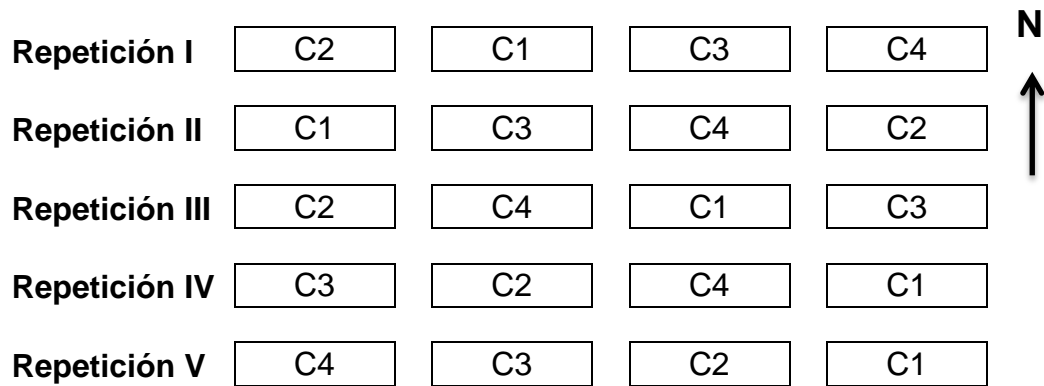 N
Repetición I C2 C1 C3 C4
Repetición II C1 C3 C4 C2
Repetición III C2 C4 C1 C3
Repetición IV C3 C2 C4 C1
Repetición V C4 C3 C2 C1